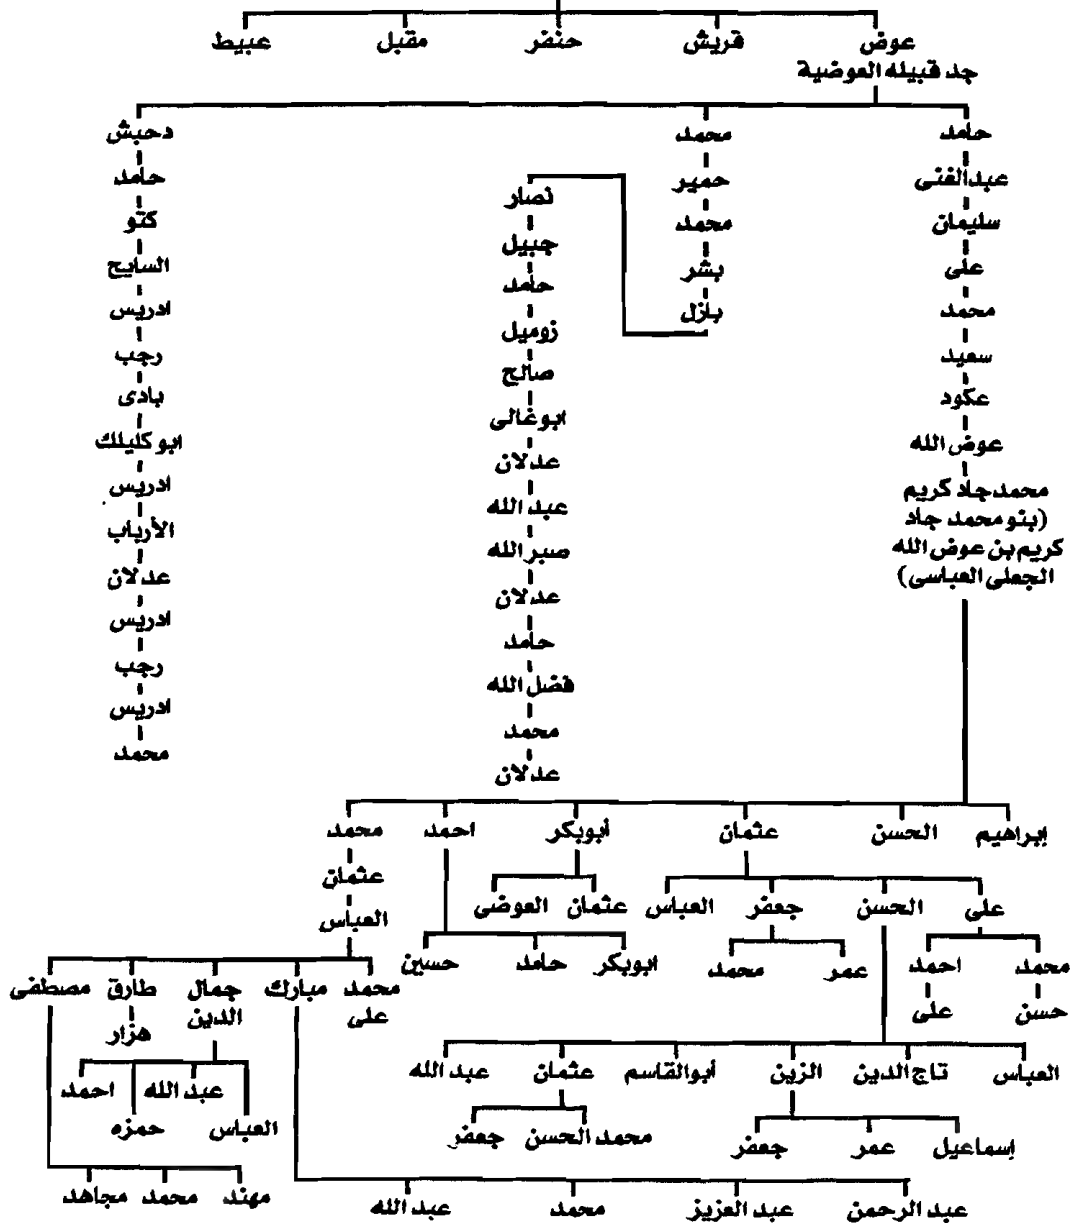 عوض
قريش
حنفر
مقبل
عبيط
جد قبيله العوضية
حامد
عبدالغنى
سليمان
على
محمد
سعيد
عكود
عوض الله
محمدجاد كريم
(بنو محمد جاد
كريم بن عوض الله
الجعلى العباسى)
محمد
حمير
محمد
بشر
بازل
نصار
جبيل
حامد
زوميل
صالح
ابوغالى
عدلان
عبد الله
صبر الله
عدلان
حامد
فضل الله
محمد
عدلان
دحبش
حامد
كتو
السايح
ادريس
رجب
بادى
ابو كليلك
ادريس
الأرباب
عدلان
ادريس
رجب
ادريس
محمد
إبراهيم
الحسن
عثمان
أبوبكر
احمد
محمد
عثمان
العباس
على
الحسن
جعفر
العباس
عثمان
العوضى
محمد
احمد
عمر
محمد
ابوبكر
حامد
حسين
حسن
على
محمد
على
مبارك
جمال
الدين
طارق
مصطفى
هزار
العباس
تاج الدين
الزين
أبوالقاسم
عثمان
عبد الله
عبد الله
احمد
العباس
حمزه
إسماعيل
عمر
جعفر
محمد الحسن
جعفر
مهند
محمد
مجاهد
عبد الرحمن
عبد العزيز
محمد
عبد الله